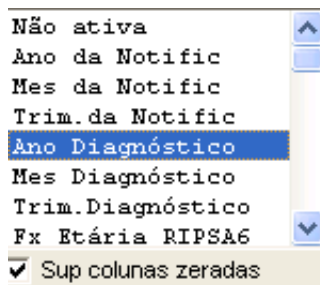 Não ativa
Ano da Notific
Mes da Notific
Trim.da Notific
Ano Diagnóstico
Mes Diagnóstico
Trim.Diagnóstico
Fx Etária RIPSA6
Sup colunas zeradas